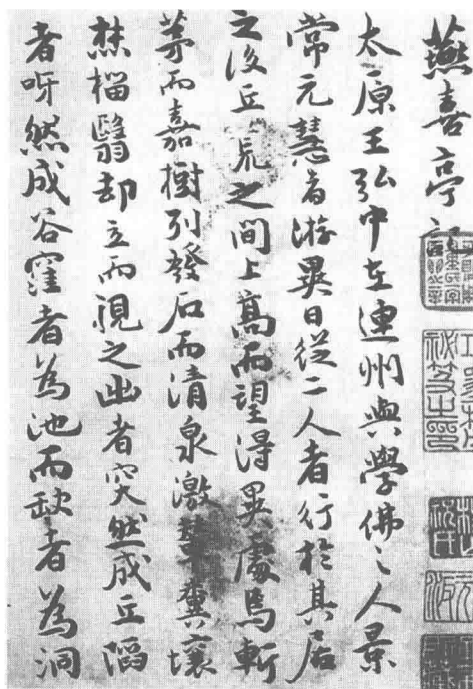 燕喜亭記
太原王弘中在連州與學佛之人景
常元慧者游異日從二人者行於其居
之後丘荒之間上高而望得異處焉斬
茅而嘉樹列發石而清泉激輦糞壤
焚榴翳却立而視之出者突然成丘陷
者呀然成谷窪者為池而缺者為洞